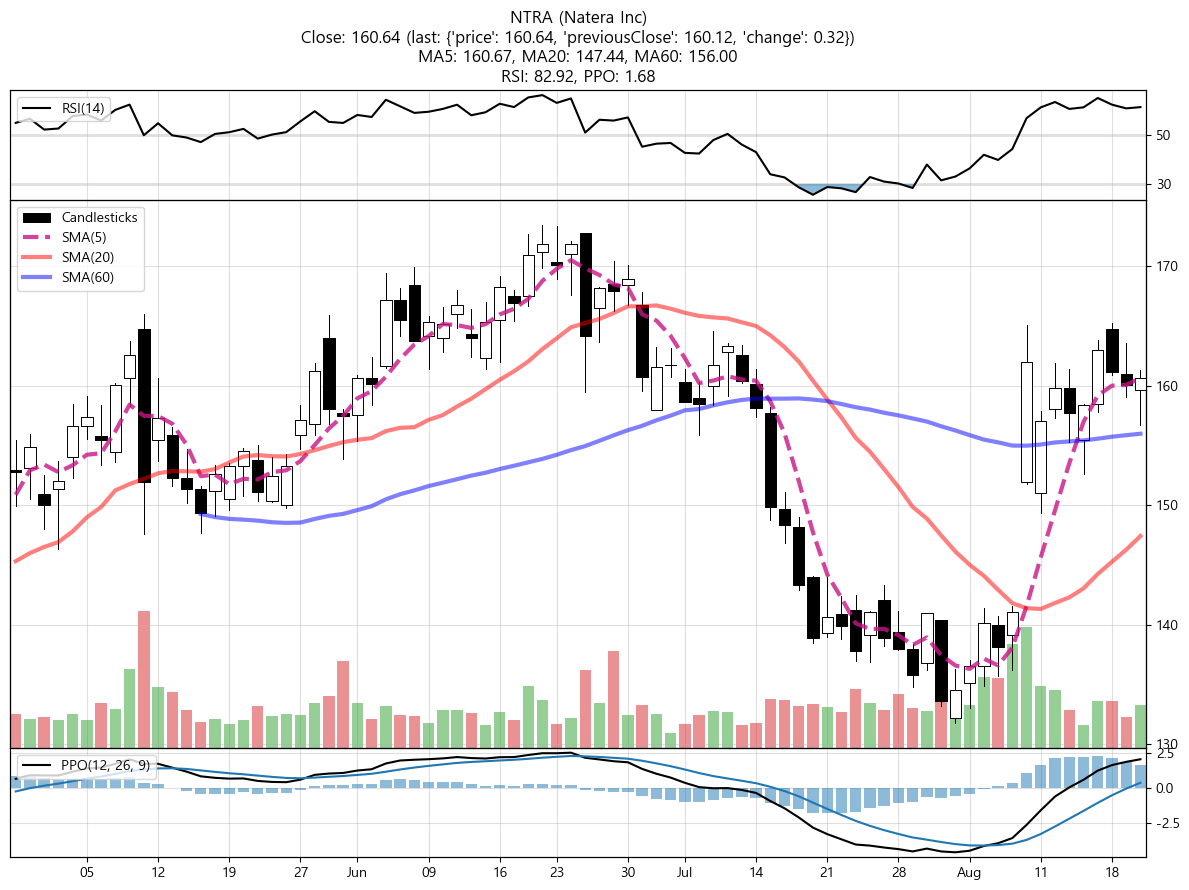 NTRA (Natera Inc)
Close: 160.64 (last: {'price': 160.64, 'previousClose': 160.12, 'change': 0.32})
MA5: 160.67, MA20: 147.44, MA60: 156.00
RSI: 82.92, PPO: 1.68
RSI(14)
50
30
Candlesticks
SMA(5)
SMA(20)
SMA(60)
170
160
150
140
130
PPO(12, 26, 9)
2.5
0.0
−2.5
05 12 19 27 Jun 09 16 23 30 Jul 14 21 28 Aug 11 18